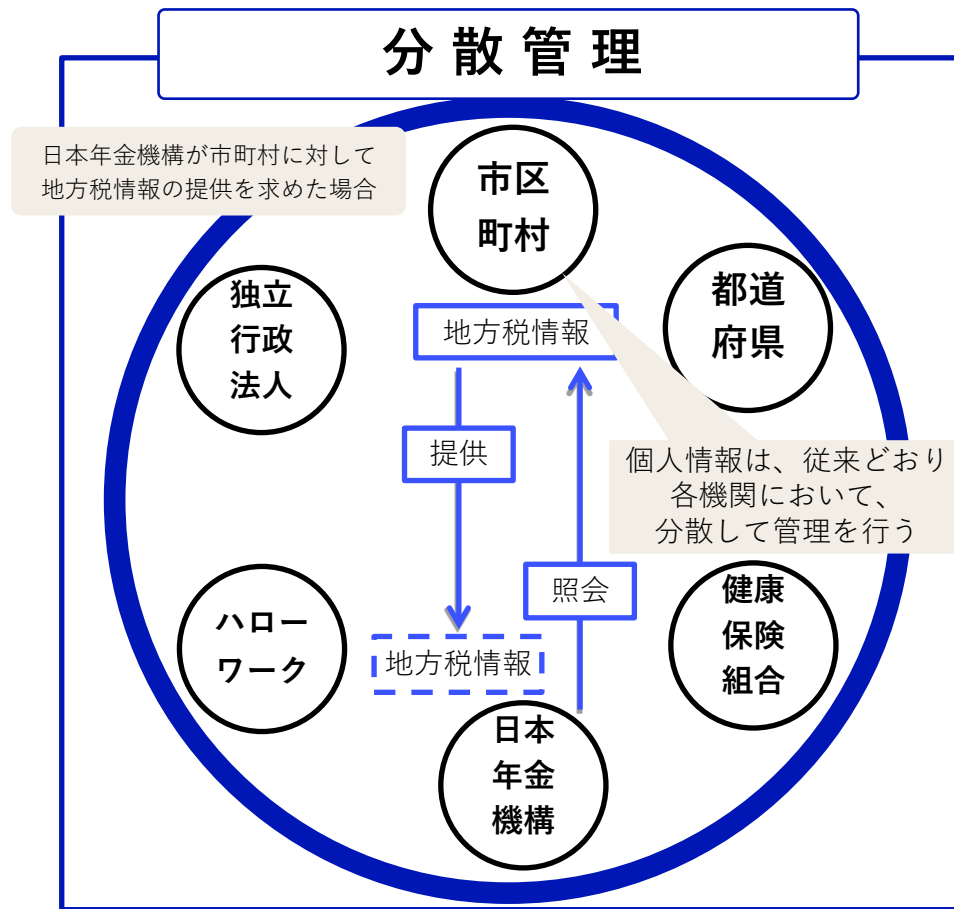 分散管理
日本年金機構が市町村に対して
地方税情報の提供を求めた場合
市区
町村
都道
府県
独立
行政
法人
地方税情報
提供
個人情報は、従来どおり
各機関において、
分散して管理を行う
照会
健康
保険
組合
ハロー
ワーク
地方税情報
日本
年金
機構